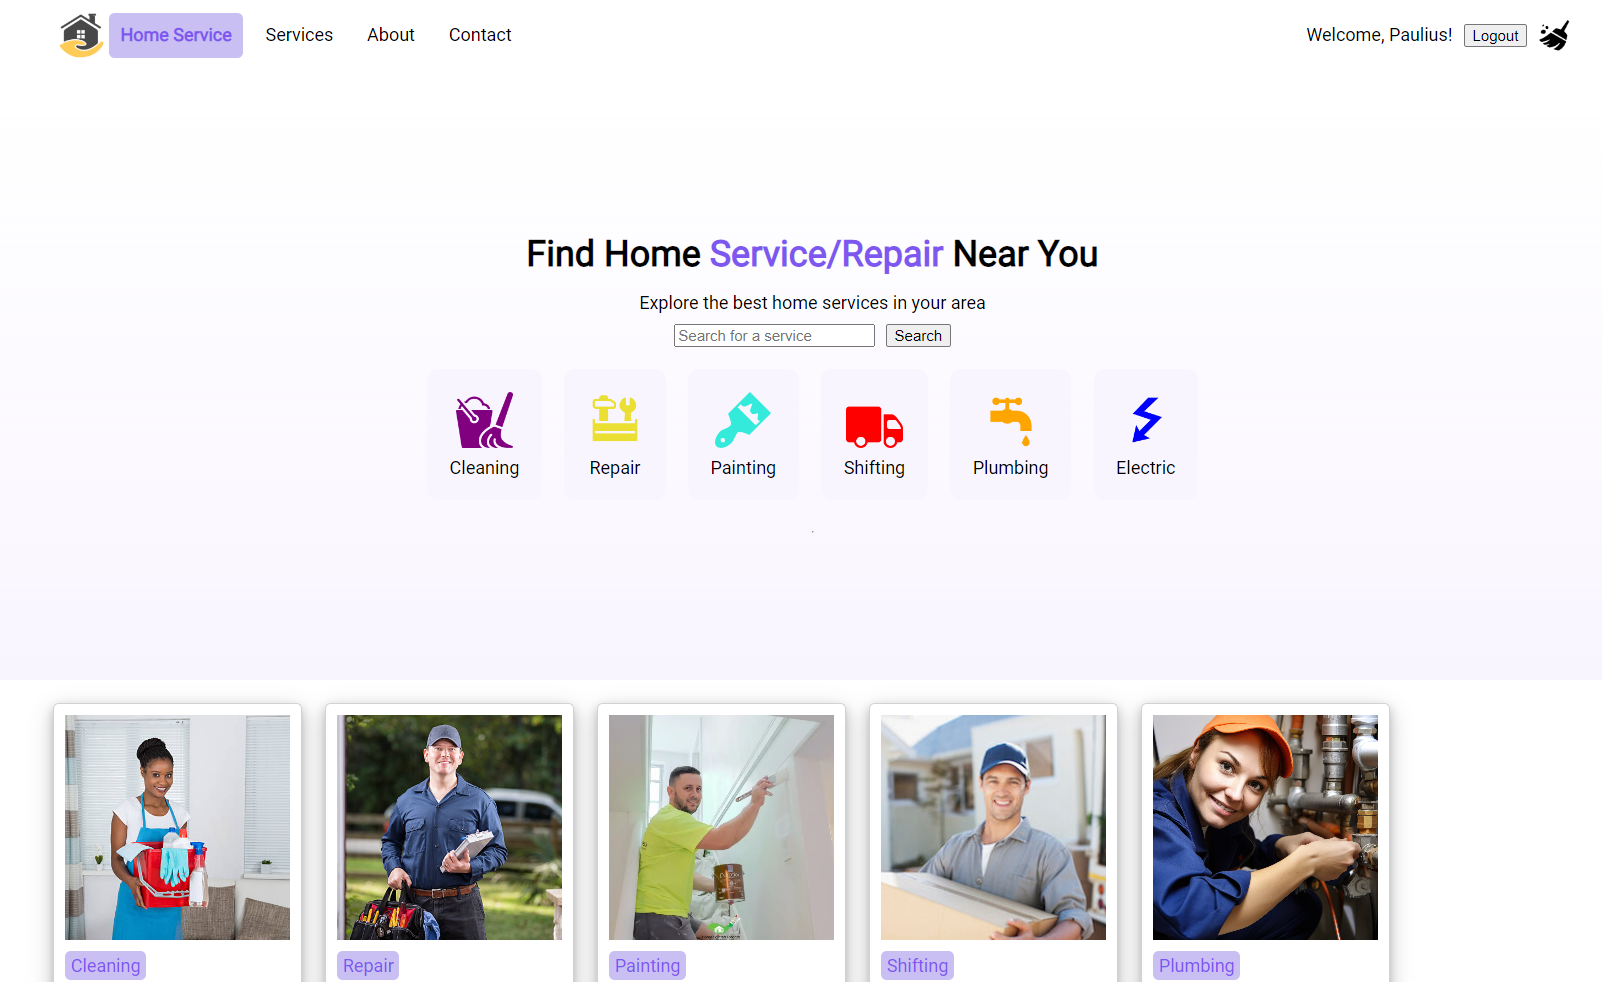 Home Service Services About Contact Welcome, Paulius! Logout
Find Home Service/Repair Near You
Explore the best home services in your area
Search for a service Search
Cleaning Repair Painting Shifting Plumbing Electric
Cleaning Repair Painting Shifting Plumbing